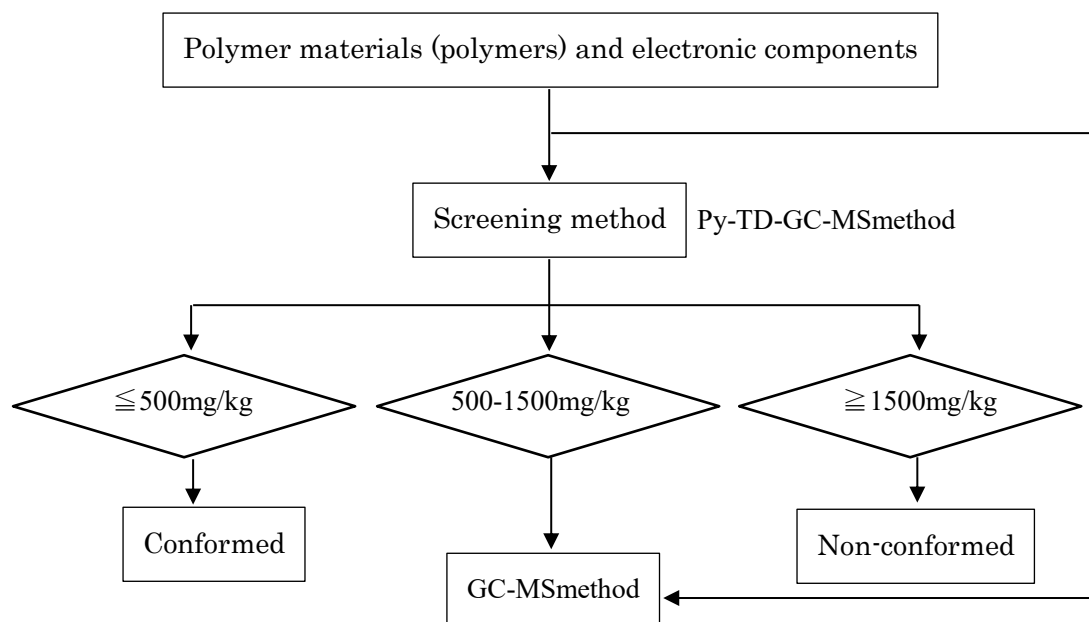 Polymer materials (polymers) and electronic components
Screening method
Py-TD-GC-MSmethod
≦500mg/kg
500-1500mg/kg
≧1500mg/kg
Conformed
Non-conformed
GC-MSmethod